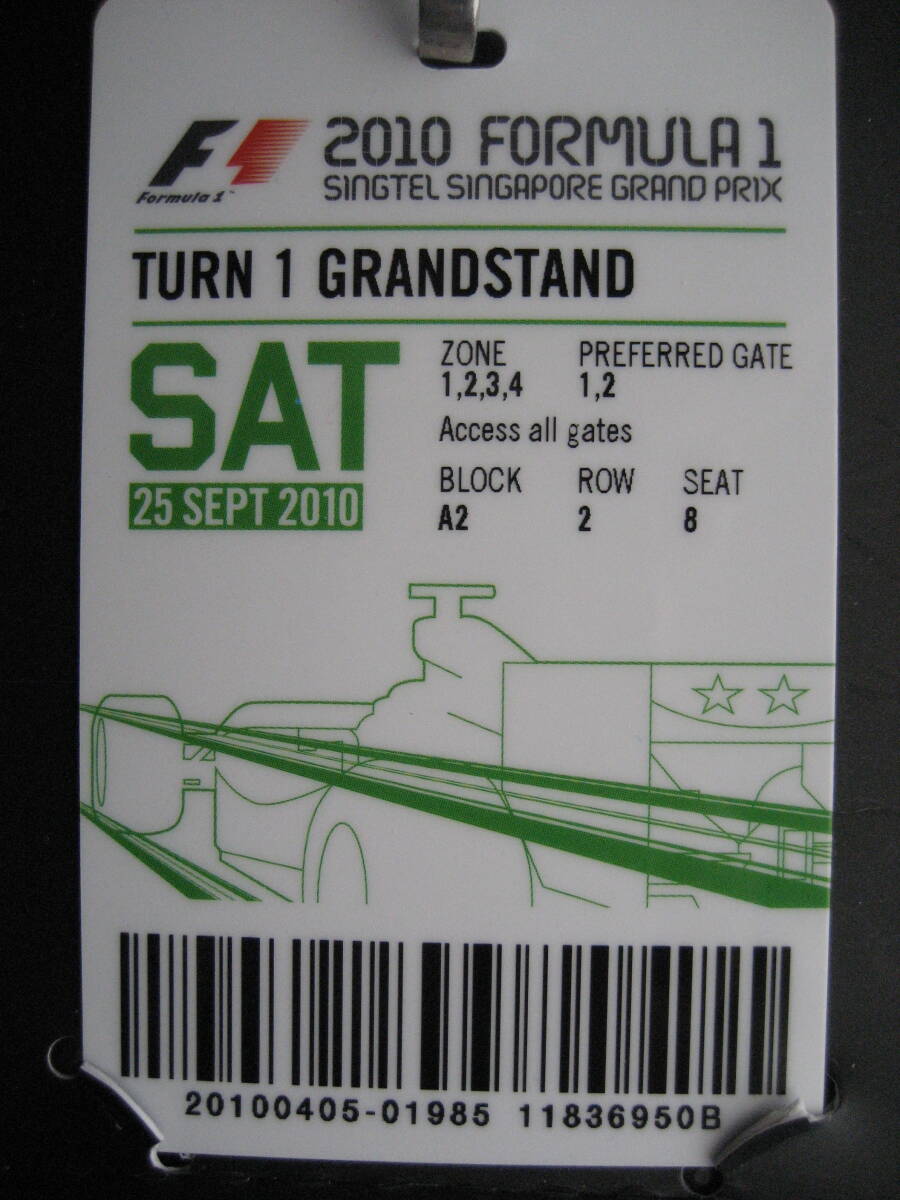 Formula 1™
2010 FORMULA 1
SINGTEL SINGAPORE GRAND PRIX
TURN 1 GRANDSTAND
SAT
25 SEPT 2010
ZONE PREFERRED GATE
1,2,3,4 1,2
Access all gates
BLOCK ROW SEAT
A2 2 8
20100405-01985 11836950B